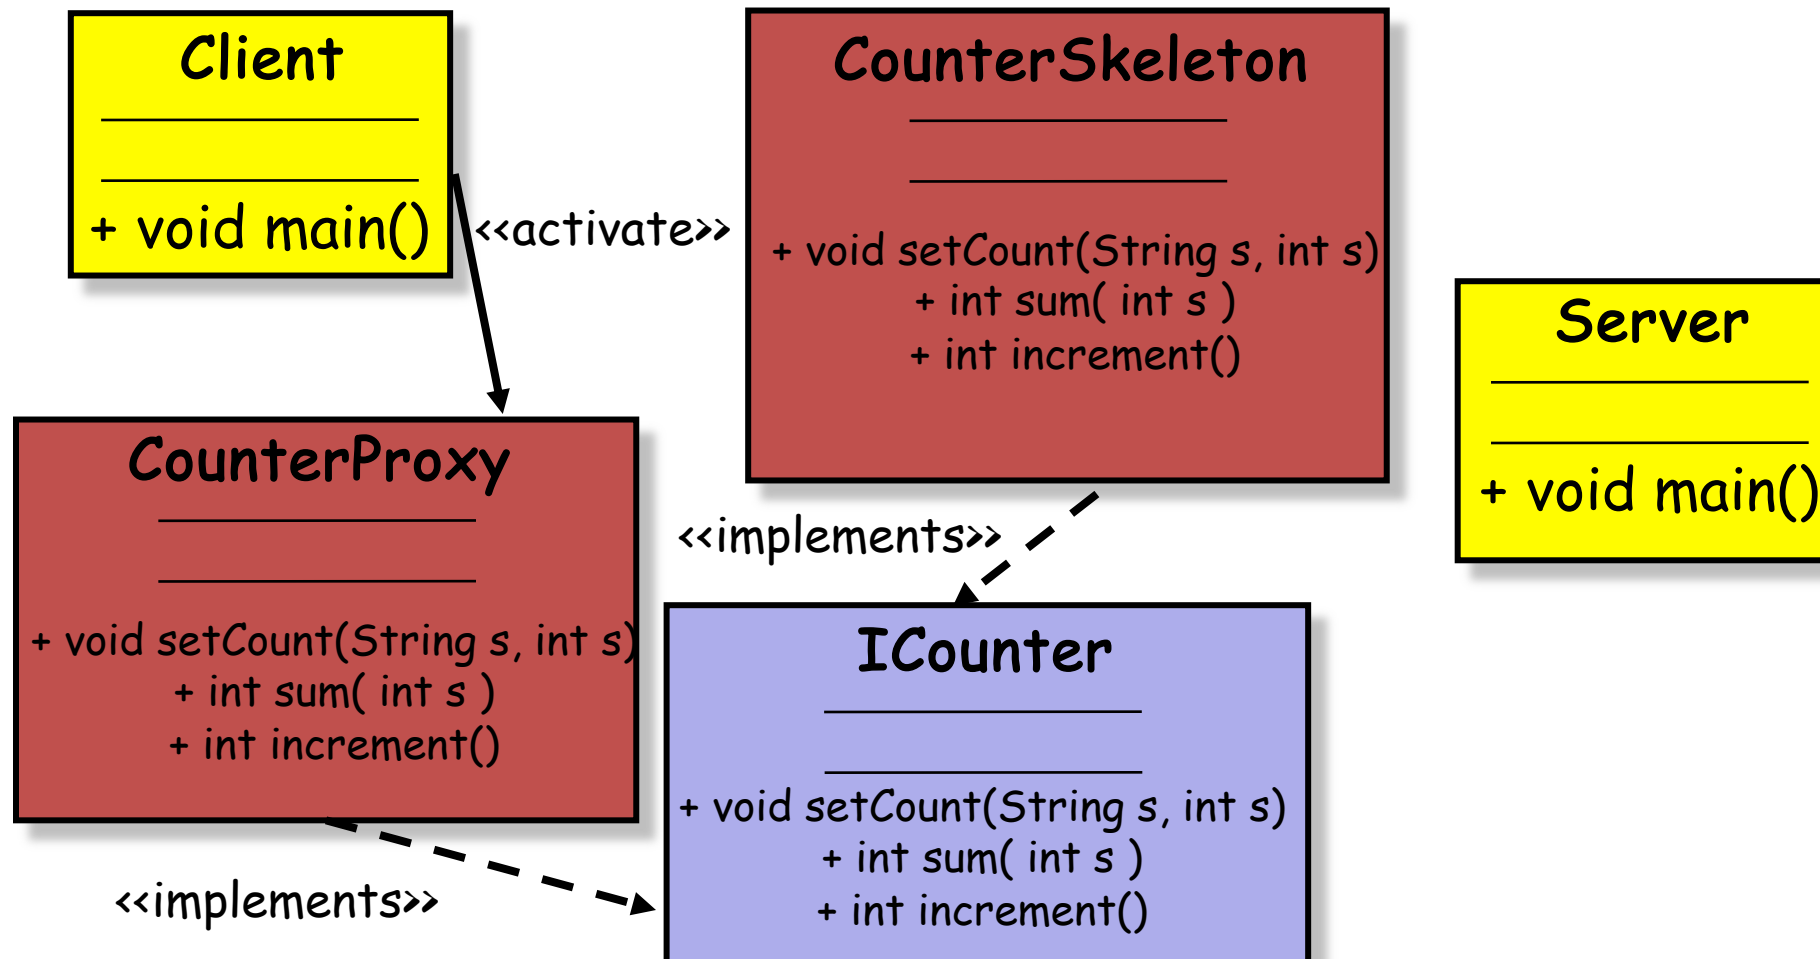 Client
+ void main()
<<activate>>
CounterSkeleton
+ void setCount(String s, int s)
+ int sum( int s )
+ int increment()
Server
+ void main()
CounterProxy
+ void setCount(String s, int s)
+ int sum( int s )
+ int increment()
<<implements>>
ICounter
+ void setCount(String s, int s)
+ int sum( int s )
+ int increment()
<<implements>>